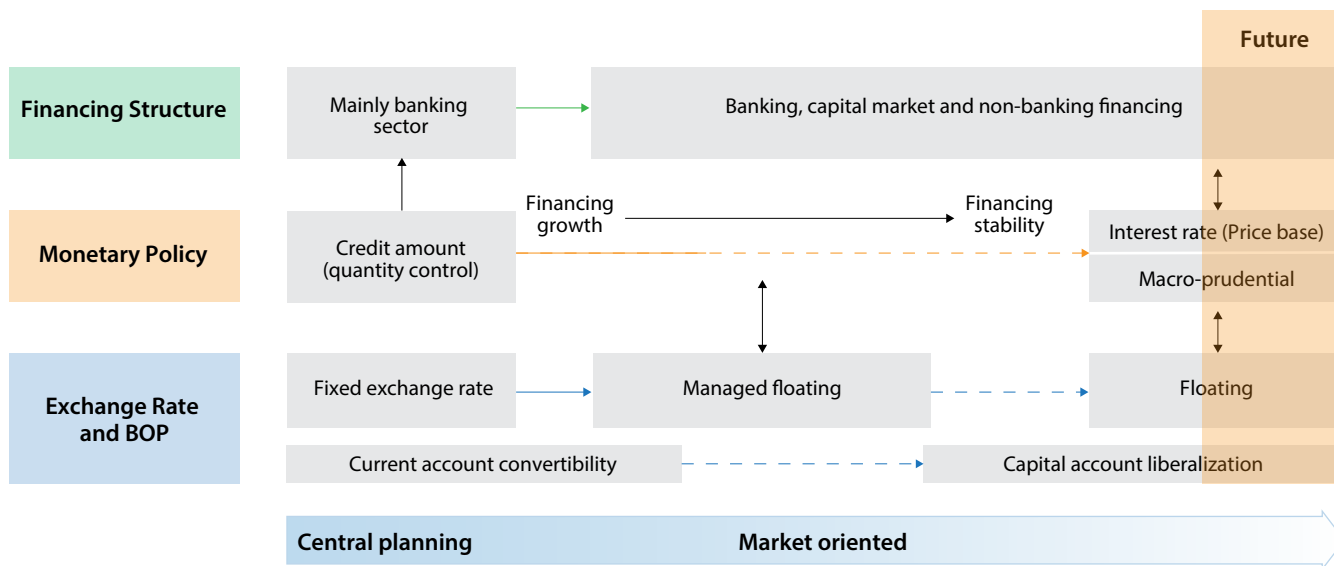 Future
Financing Structure
Mainly banking
sector
Banking, capital market and non-banking financing
Monetary Policy
Credit amount
(quantity control)
Financing
growth
Financing
stability
Interest rate (Price base)
Macro-prudential
Exchange Rate
and BOP
Fixed exchange rate
Managed floating
Floating
Current account convertibility
Capital account liberalization
Central planning
Market oriented